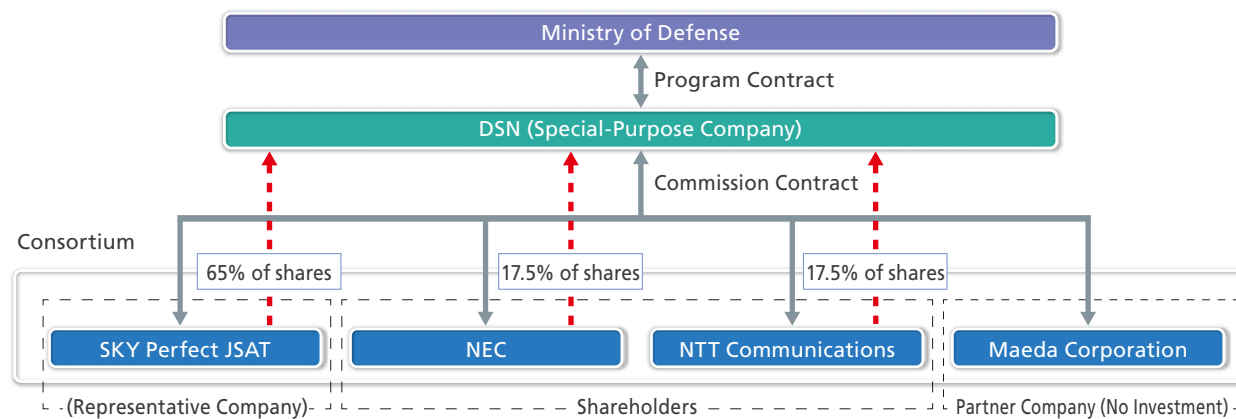 Ministry of Defense
Program Contract
DSN (Special-Purpose Company)
Commission Contract
Consortium
65% of shares
17.5% of shares
17.5% of shares
SKY Perfect JSAT
NEC
NTT Communications
Maeda Corporation
(Representative Company)
Shareholders
Partner Company (No Investment)